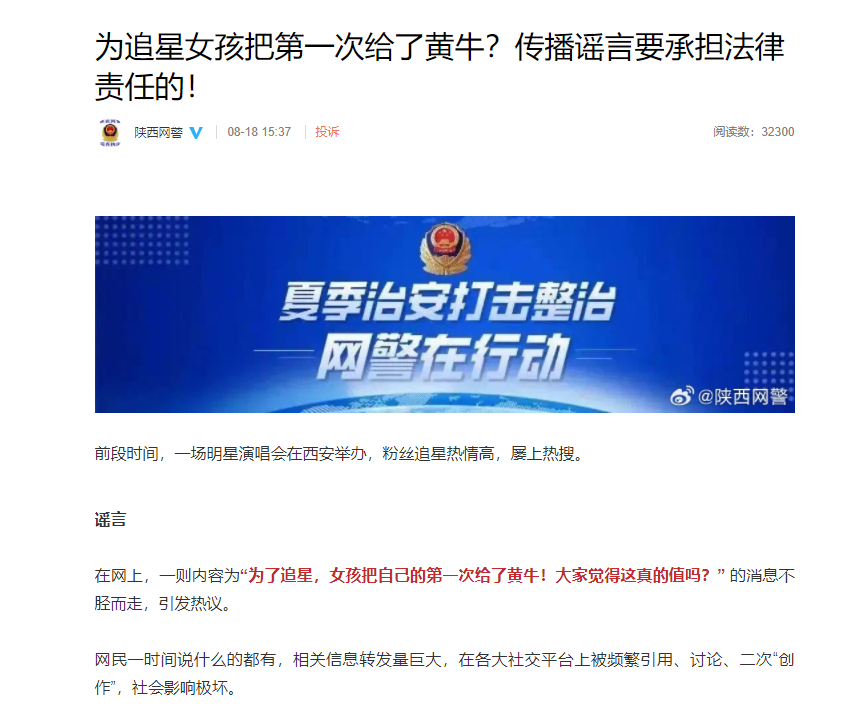 为追星女孩把第一次给了黄牛？传播谣言要承担法律
责任的！
陕西网警 08-18 15:37 投诉 阅读数：32300
夏季治安打击整治
网警在行动
@陕西网警
前段时间，一场明星演唱会在西安举办，粉丝追星热情高，屡上热搜。
谣言
在网上，一则内容为“为了追星，女孩把自己的第一次给了黄牛！大家觉得这真的值吗？”的消息不
胫而走，引发热议。
网民一时间说什么的都有，相关信息转发量巨大，在各大社交平台上被频繁引用、讨论、二次“创
作”，社会影响极坏。